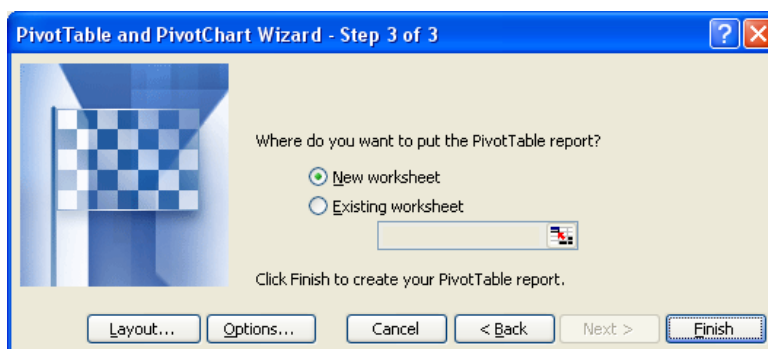 PivotTable and PivotChart Wizard - Step 3 of 3
Where do you want to put the PivotTable report?
New worksheet
Existing worksheet
Click Finish to create your PivotTable report.
Layout... Options... Cancel < Back Next > Finish